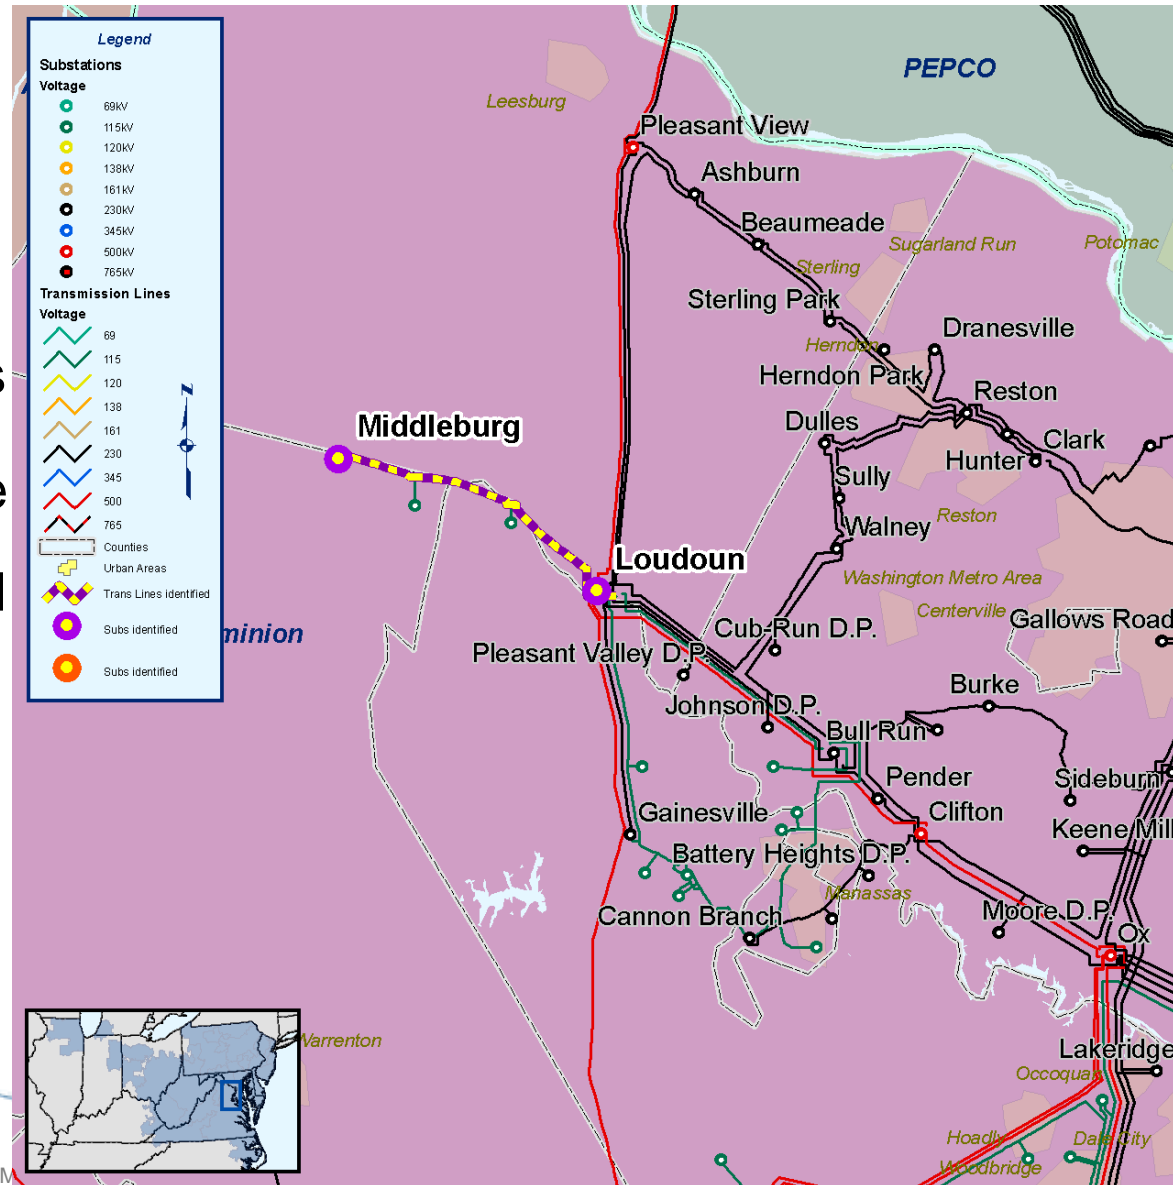 Legend
Substations
Voltage
69kV
115kV
120kV
138kV
161kV
230kV
345kV
500kV
765kV
Transmission Lines
Voltage
69
115
120
138
161
230
345
500
765
Counties
Urban Areas
Trans Lines identified
Subs identified
Subs identified
N
PEPCO
Leesburg
Pleasant View
Ashburn
Beaumeade
Sugarland Run
Potomac
Sterling
Sterling Park
Dranesville
Herndon
Herndon Park
Reston
Middleburg
Dulles
Clark
Hunter
Sully
Reston
Walney
Loudoun
Washington Metro Area
Centerville
Gallows Road
minion
Cub-Run D.P.
Pleasant Valley D.P.
Burke
Johnson D.P.
Bull Run
Pender
Sideburn
Gainesville
Clifton
Keene Mill
Battery Heights D.P.
Manassas
Cannon Branch
Moore D.P.
Ox
Warrenton
Lakeridge
Occoquan
Hoadly
Dale City
Woodbridge